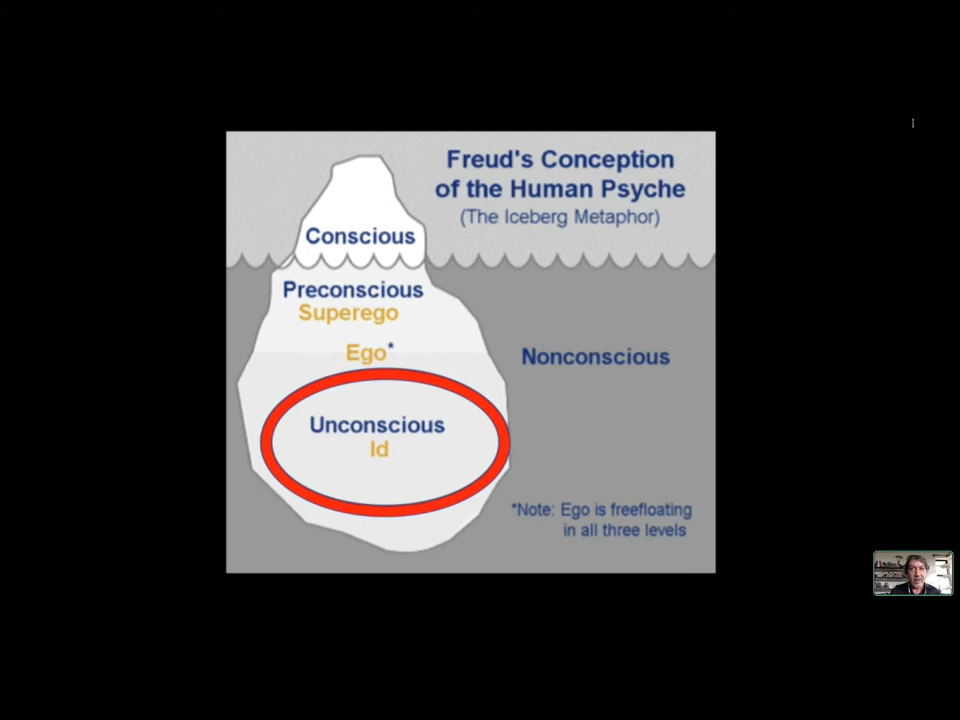 Freud's Conception
of the Human Psyche
(The Iceberg Metaphor)
Conscious
Preconscious
Superego
Ego*
Nonconscious
Unconscious
Id
*Note: Ego is freefloating
in all three levels